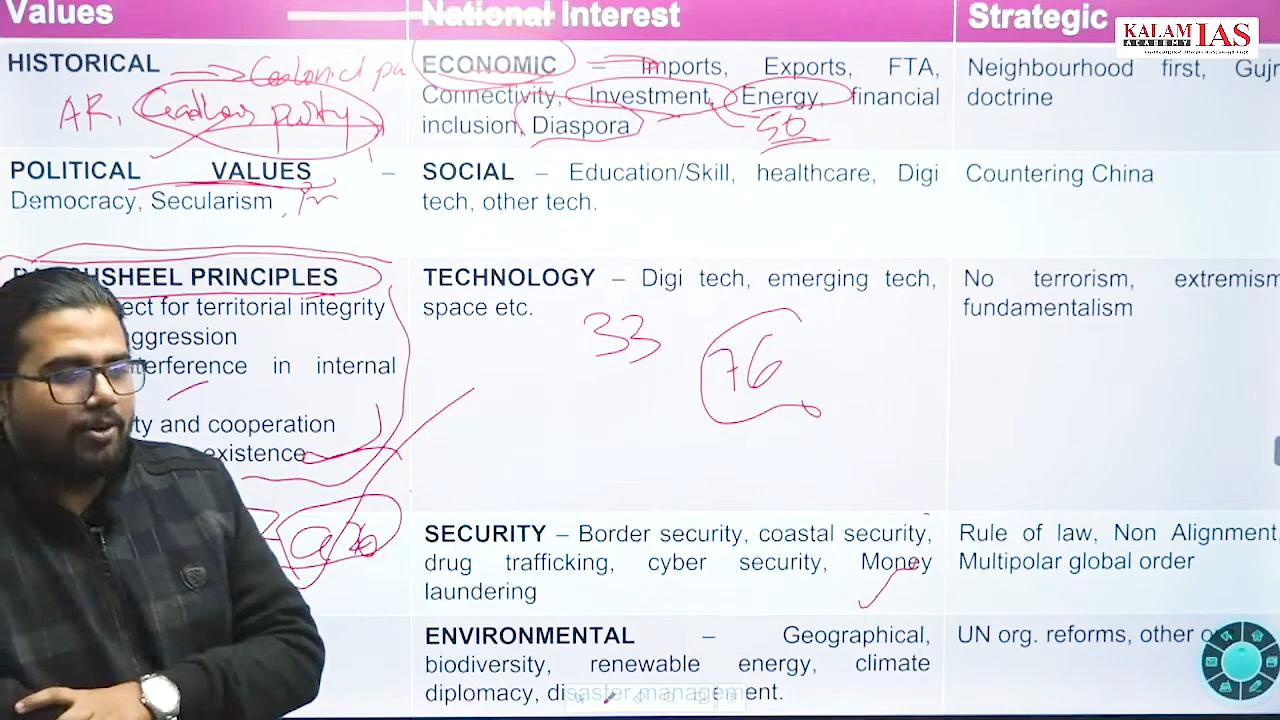 Values
National Interest
Strategic
KALAM IAS
ACADEMY
HISTORICAL
AR,
ECONOMIC – Imports, Exports, FTA,
Connectivity, Investment, Energy, financial
inclusion, Diaspora
50
Neighbourhood first, Gujr
doctrine
POLITICAL VALUES –
Democracy, Secularism
SOCIAL – Education/Skill, healthcare, Digi
tech, other tech.
Countering China
SHEEL PRINCIPLES
ect for territorial integrity
ggression
terference in internal
ty and cooperation
existence
TECHNOLOGY – Digi tech, emerging tech,
space etc.
33
76
No terrorism, extremism
fundamentalism
SECURITY – Border security, coastal security,
drug trafficking, cyber security, Money
laundering
Rule of law, Non Alignment,
Multipolar global order
ENVIRONMENTAL – Geographical,
biodiversity, renewable energy, climate
diplomacy, disaster management.
UN org. reforms, other